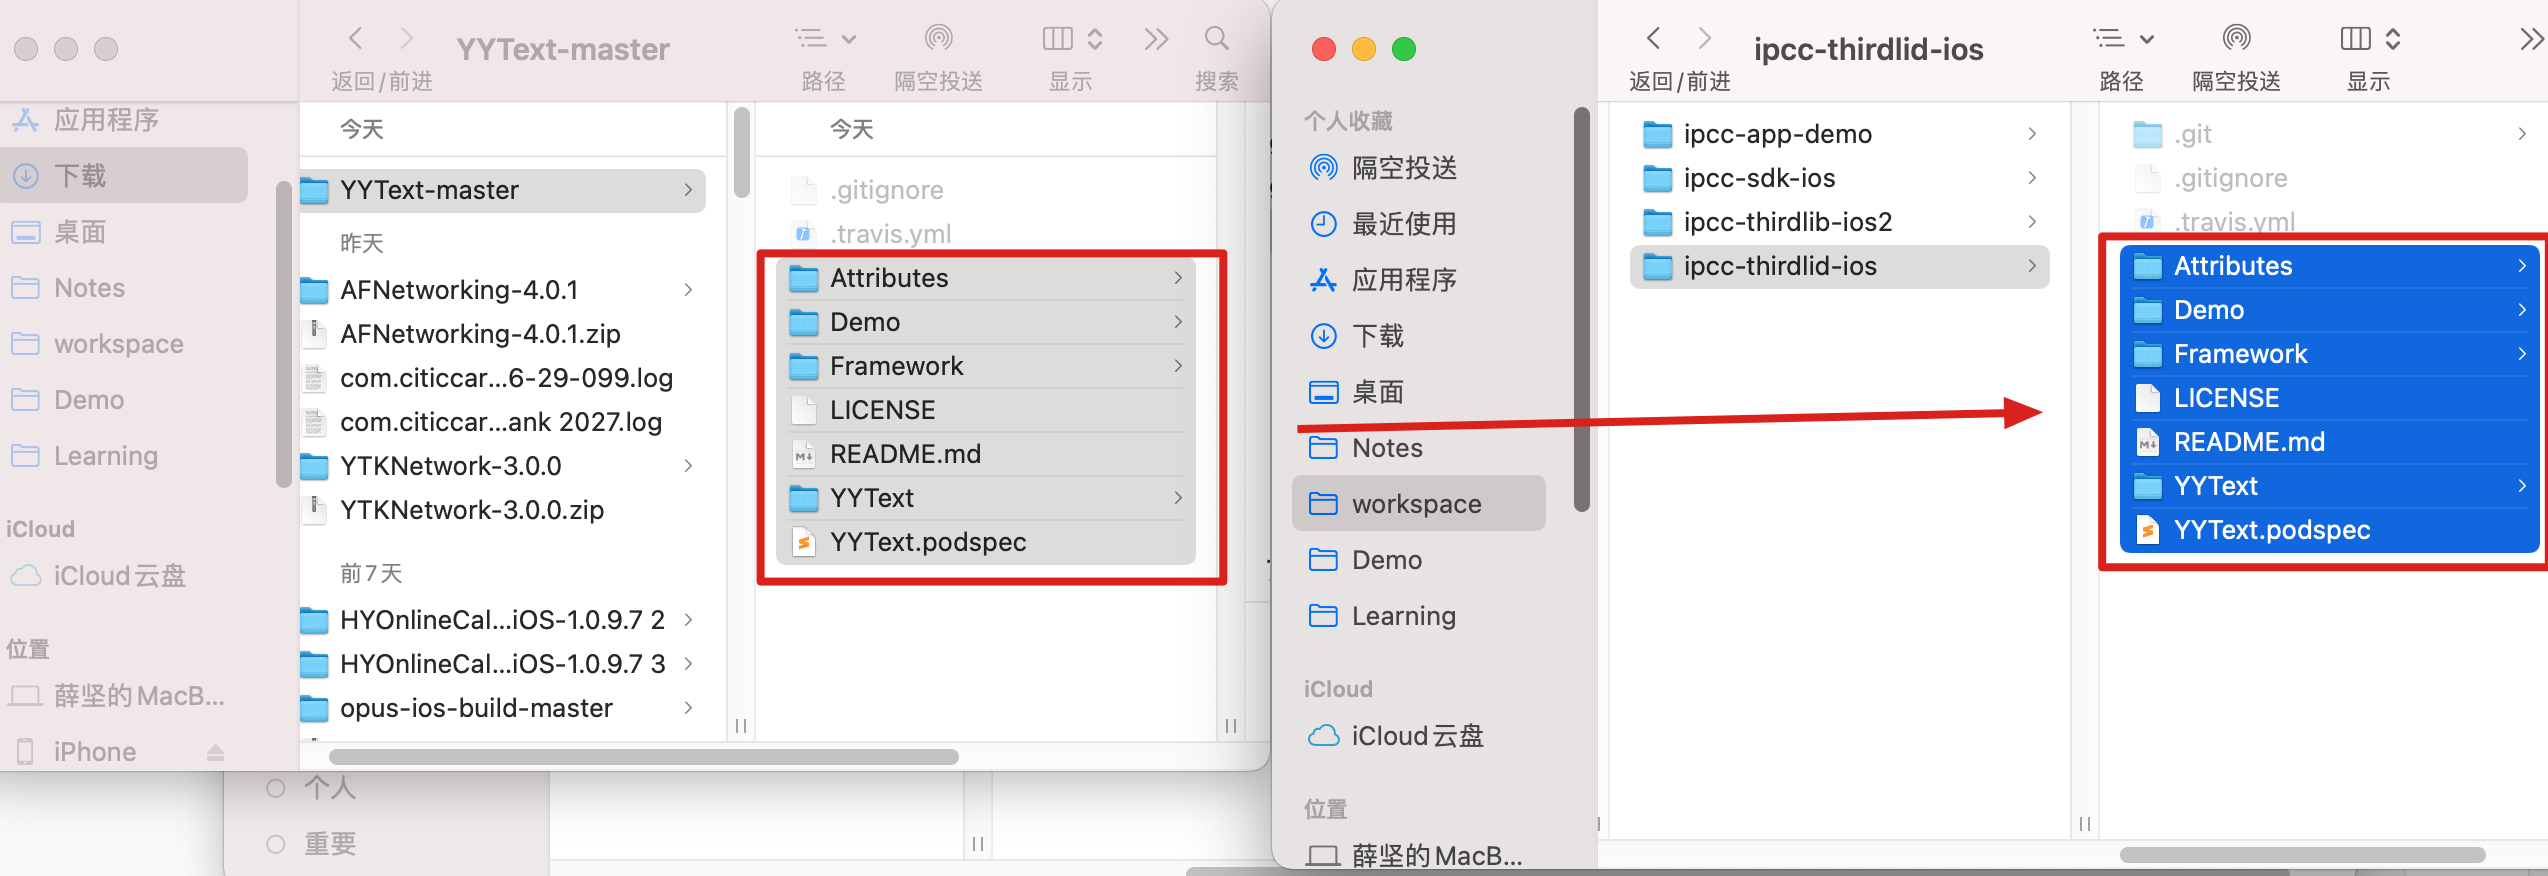 YYText-master
返回/前进
路径
隔空投送
显示
搜索
应用程序
下载
桌面
Notes
workspace
Demo
Learning
iCloud
iCloud云盘
位置
薛坚的MacB...
iPhone
今天
YYText-master
昨天
AFNetworking-4.0.1
AFNetworking-4.0.1.zip
com.citiccar...6-29-099.log
com.citiccar...ank 2027.log
YTKNetwork-3.0.0
YTKNetwork-3.0.0.zip
前7天
HYOnlineCal...iOS-1.0.9.7 2
HYOnlineCal...iOS-1.0.9.7 3
opus-ios-build-master
今天
.gitignore
.travis.yml
Attributes
Demo
Framework
LICENSE
README.md
YYText
YYText.podspec
个人
重要
ipcc-thirdlid-ios
返回/前进
路径
隔空投送
显示
个人收藏
隔空投送
最近使用
应用程序
下载
桌面
Notes
workspace
Demo
Learning
iCloud
iCloud云盘
位置
薛坚的MacB...
ipcc-app-demo
ipcc-sdk-ios
ipcc-thirdlib-ios2
ipcc-thirdlid-ios
.git
.gitignore
.travis.yml
Attributes
Demo
Framework
LICENSE
README.md
YYText
YYText.podspec